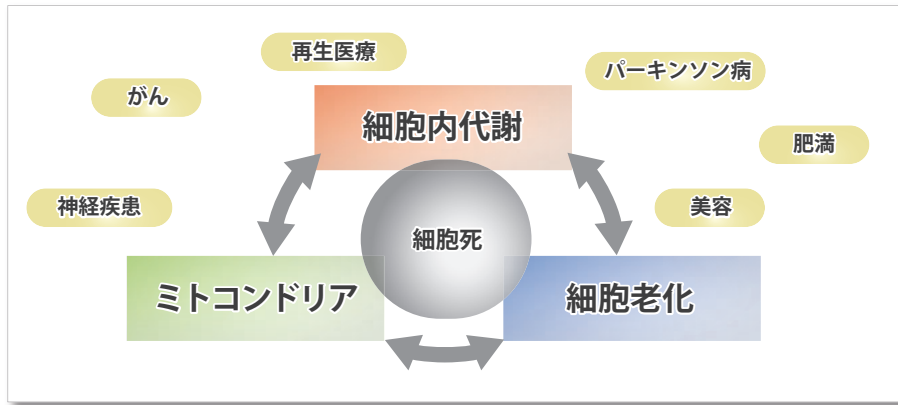 再生医療
パーキンソン病
がん
細胞内代謝
肥満
神経疾患
美容
細胞死
ミトコンドリア
細胞老化